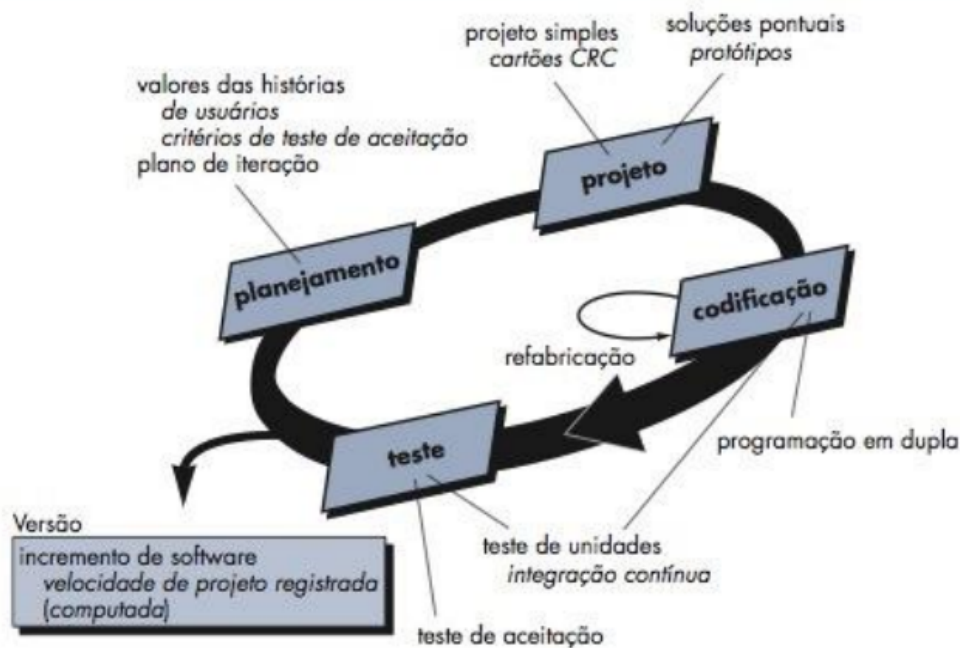 projeto simples
cartões CRC
soluções pontuais
protótipos
valores das histórias
de usuários
critérios de teste de aceitação
plano de iteração
projeto
planejamento
codificação
refabricação
programação em dupla
teste
Versão
incremento de software
velocidade de projeto registrada
(computada)
teste de unidades
integração contínua
teste de aceitação